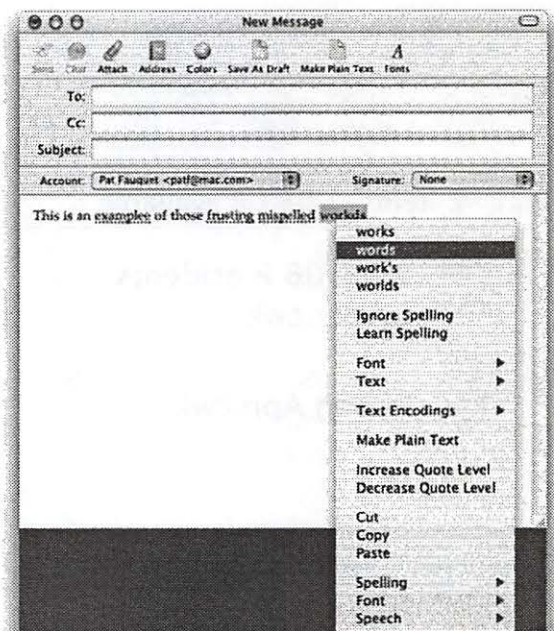 New Message
Send Chat Attach Address Colors Save As Draft Make Plain Text Fonts
To:
Cc:
Subject:
Account: Pat Fauquet <patf@mac.com> Signature: None
This is an examplee of those frusting mispelled workds
works
words
work's
worlds
Ignore Spelling
Learn Spelling
Font
Text
Text Encodings
Make Plain Text
Increase Quote Level
Decrease Quote Level
Cut
Copy
Paste
Spelling
Font
Speech